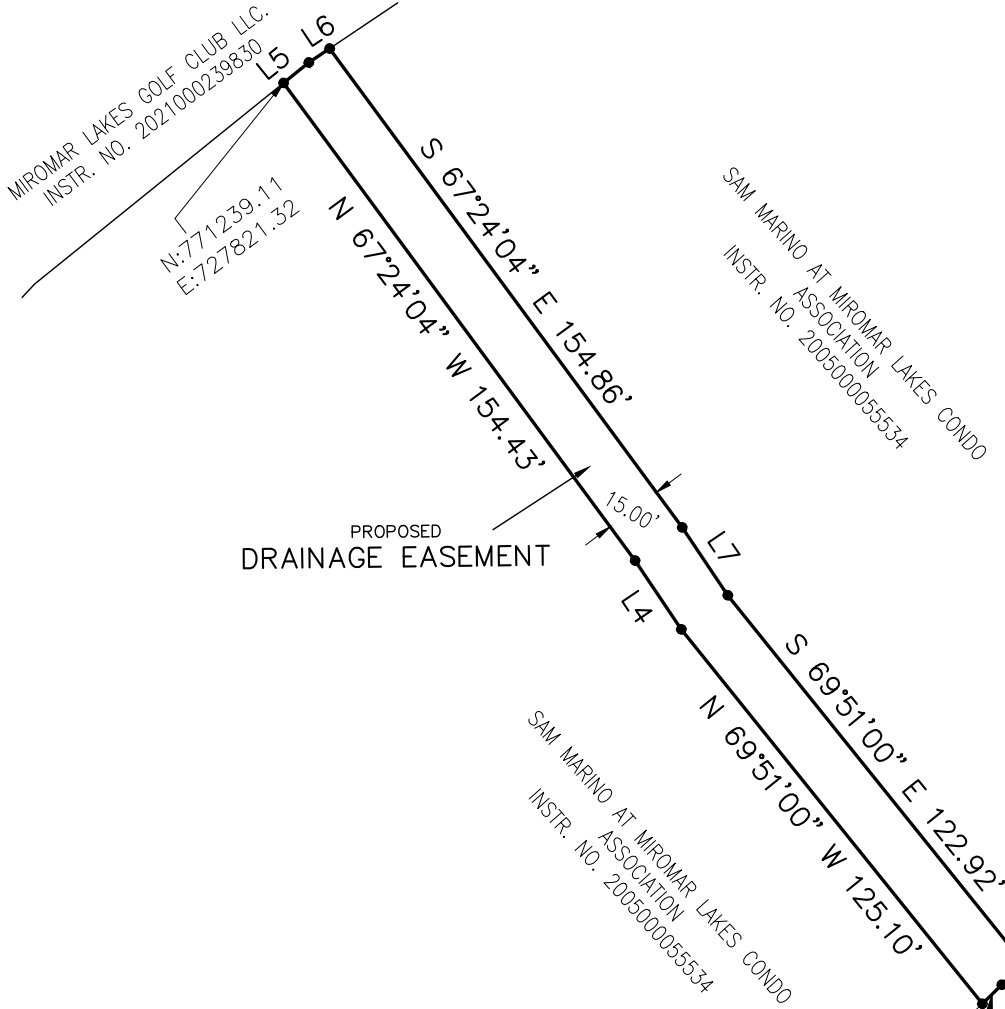 MIROMAR LAKES GOLF CLUB LLC.
INSTR. NO. 2021000239830
L5
L6
N:771239.11
E:727821.32
S 67°24'04" E 154.86'
N 67°24'04" W 154.43'
SAM MARINO AT MIROMAR LAKES CONDO
ASSOCIATION
INSTR. NO. 2005000055534
15.00'
PROPOSED
DRAINAGE EASEMENT
L7
L4
S 69°51'00" E 122.92'
N 69°51'00" W 125.10'
SAM MARINO AT MIROMAR LAKES CONDO
ASSOCIATION
INSTR. NO. 2005000055534